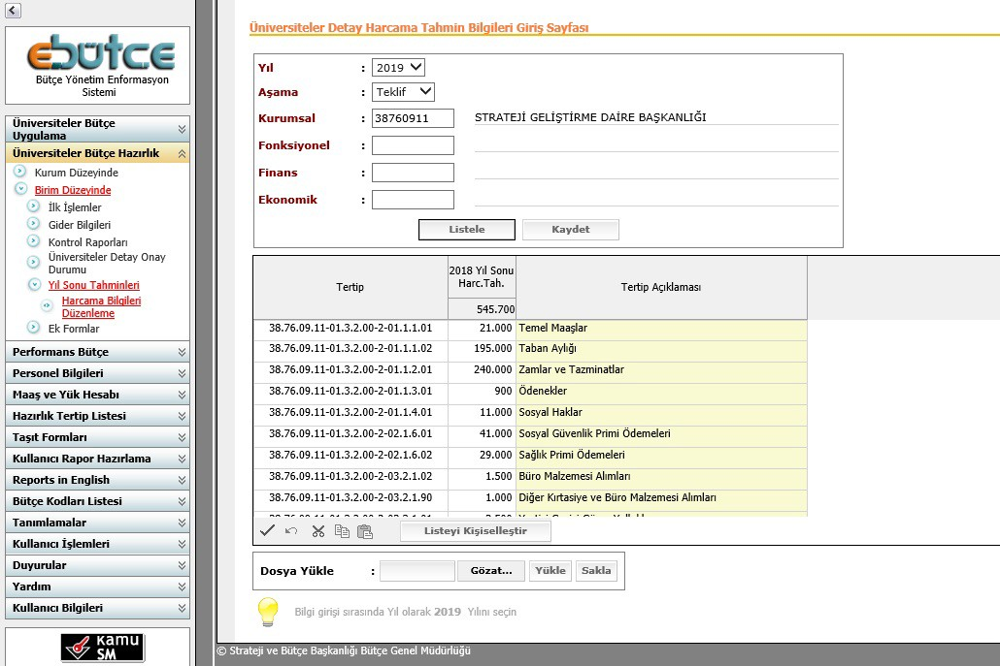 ebütce
Bütçe Yönetim Enformasyon
Sistemi
Üniversiteler Bütçe
Uygulama
Üniversiteler Bütçe Hazırlık
Kurum Düzeyinde
Birim Düzeyinde
İlk İşlemler
Gider Bilgileri
Kontrol Raporları
Üniversiteler Detay Onay
Durumu
Yıl Sonu Tahminleri
Harcama Bilgileri
Düzenleme
Ek Formlar
Performans Bütçe
Personel Bilgileri
Maaş ve Yük Hesabı
Hazırlık Tertip Listesi
Taşıt Formları
Kullanıcı Rapor Hazırlama
Reports in English
Bütçe Kodları Listesi
Tanımlamalar
Kullanıcı İşlemleri
Duyurular
Yardım
Kullanıcı Bilgileri
kamu
SM
Üniversiteler Detay Harcama Tahmin Bilgileri Giriş Sayfası
Yıl : 2019
Aşama : Teklif
Kurumsal : 38760911 STRATEJİ GELİŞTİRME DAİRE BAŞKANLIĞI
Fonksiyonel :
Finans :
Ekonomik :
Listele Kaydet
Tertip 2018 Yıl Sonu Harc.Tah. Tertip Açıklaması
545.700
38.76.09.11-01.3.2.00-2-01.1.1.01 21.000 Temel Maaşlar
38.76.09.11-01.3.2.00-2-01.1.1.02 195.000 Taban Aylığı
38.76.09.11-01.3.2.00-2-01.1.2.01 240.000 Zamlar ve Tazminatlar
38.76.09.11-01.3.2.00-2-01.1.3.01 900 Ödenekler
38.76.09.11-01.3.2.00-2-01.1.4.01 11.000 Sosyal Haklar
38.76.09.11-01.3.2.00-2-02.1.6.01 41.000 Sosyal Güvenlik Primi Ödemeleri
38.76.09.11-01.3.2.00-2-02.1.6.02 29.000 Sağlık Primi Ödemeleri
38.76.09.11-01.3.2.00-2-03.2.1.02 1.500 Büro Malzemesi Alımları
38.76.09.11-01.3.2.00-2-03.2.1.90 1.000 Diğer Kırtasiye ve Büro Malzemesi Alımları
Listeyi Kişiselleştir
Dosya Yükle : Gözat... Yükle Sakla
Bilgi girişi sırasında Yıl olarak 2019 Yılını seçin
© Strateji ve Bütçe Başkanlığı Bütçe Genel Müdürlüğü